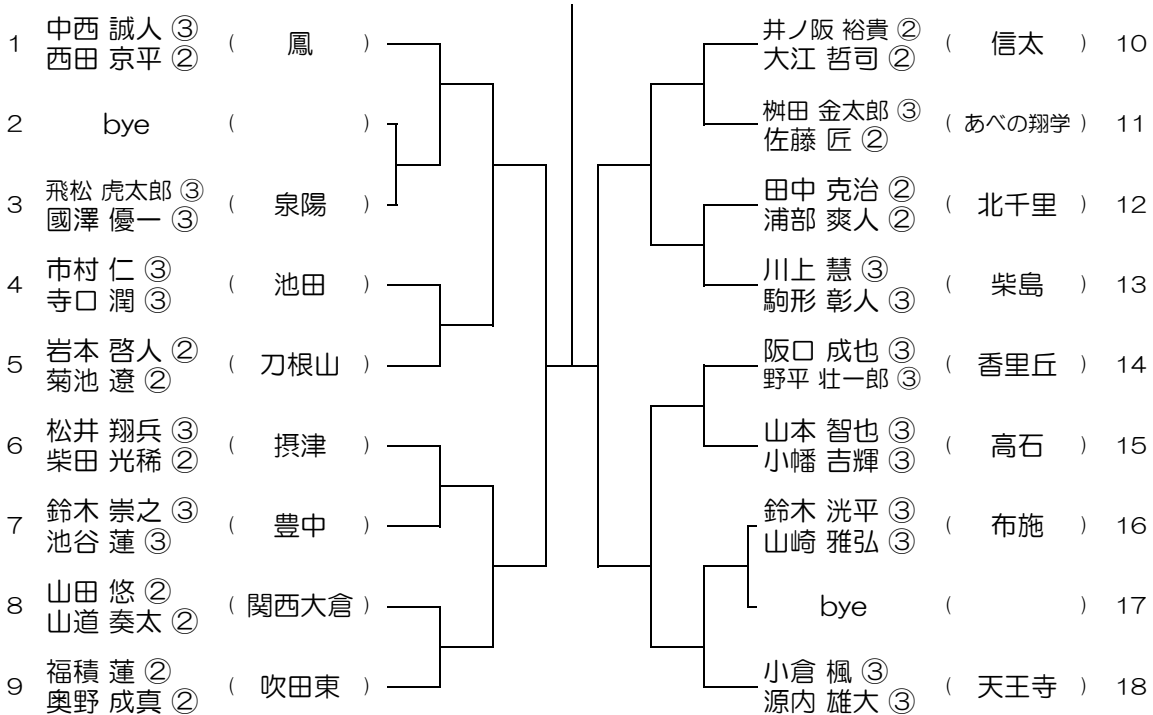 1 中西 誠人 ③ ( 鳳 )
西田 京平 ②
2 bye ( )
3 飛松 虎太郎 ③ ( 泉陽 )
國澤 優一 ③
4 市村 仁 ③ ( 池田 )
寺口 潤 ③
5 岩本 啓人 ② ( 刀根山 )
菊池 遼 ②
6 松井 翔兵 ③ ( 摂津 )
柴田 光稀 ②
7 鈴木 崇之 ③ ( 豊中 )
池谷 蓮 ③
8 山田 悠 ② ( 関西大倉 )
山道 奏太 ②
9 福積 蓮 ② ( 吹田東 )
奥野 成真 ②
井ノ阪 裕貴 ② ( 信太 ) 10
大江 哲司 ②
桝田 金太郎 ③ ( あべの翔学 ) 11
佐藤 匠 ②
田中 克治 ② ( 北千里 ) 12
浦部 爽人 ②
川上 慧 ③ ( 柴島 ) 13
駒形 彰人 ③
阪口 成也 ③ ( 香里丘 ) 14
野平 壮一郎 ③
山本 智也 ③ ( 高石 ) 15
小幡 吉輝 ③
鈴木 洸平 ③ ( 布施 ) 16
山崎 雅弘 ③
bye ( ) 17
小倉 楓 ③ ( 天王寺 ) 18
源内 雄大 ③